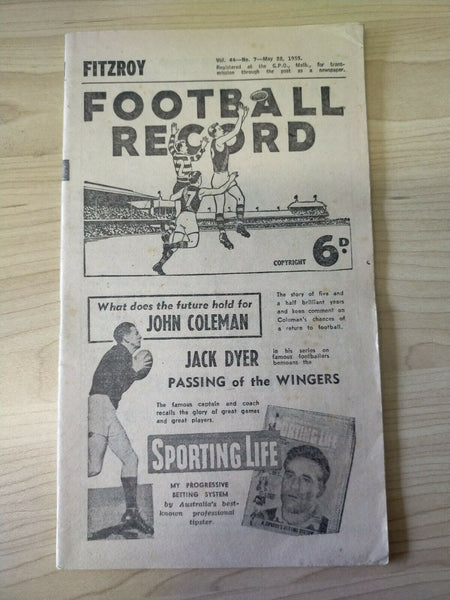 FITZROY
Vol. 44—No. 7—May 28, 1955.
Registered at the G.P.O., Melb., for trans-
mission through the post as a newspaper.
FOOTBALL
RECORD
COPYRIGHT 6D.
What does the future hold for
JOHN COLEMAN
The story of five and
a half brilliant years
and keen comment on
Coleman's chances of
a return to football.
JACK DYER
in his series on
famous footballers
bemoans the
PASSING of the WINGERS
The famous captain and coach
recalls the glory of great games
and great players.
SPORTING LIFE
MY PROGRESSIVE
BETTING SYSTEM
by Australia's best-
known professional
tipster.